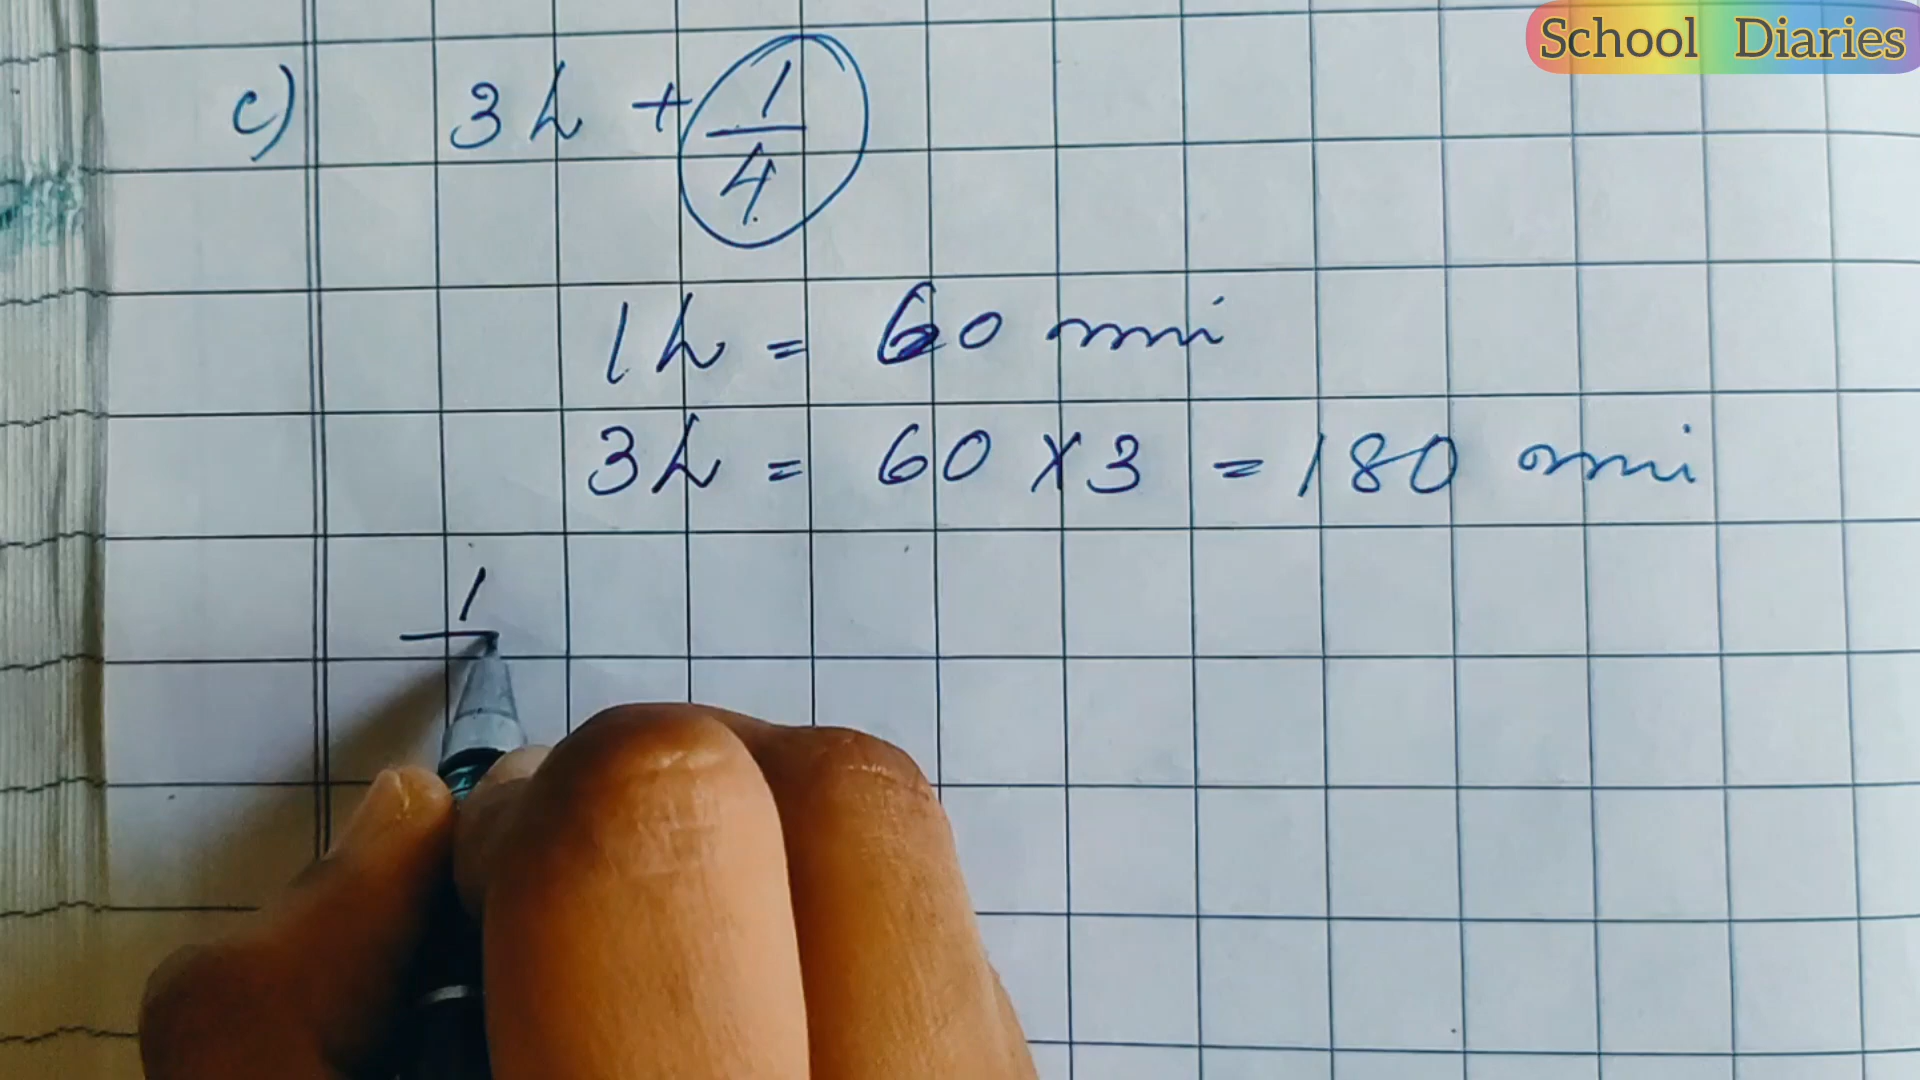 School Diaries
c) 3h + 1/4
1h = 60 mi
3h = 60 x 3 = 180 mi
1